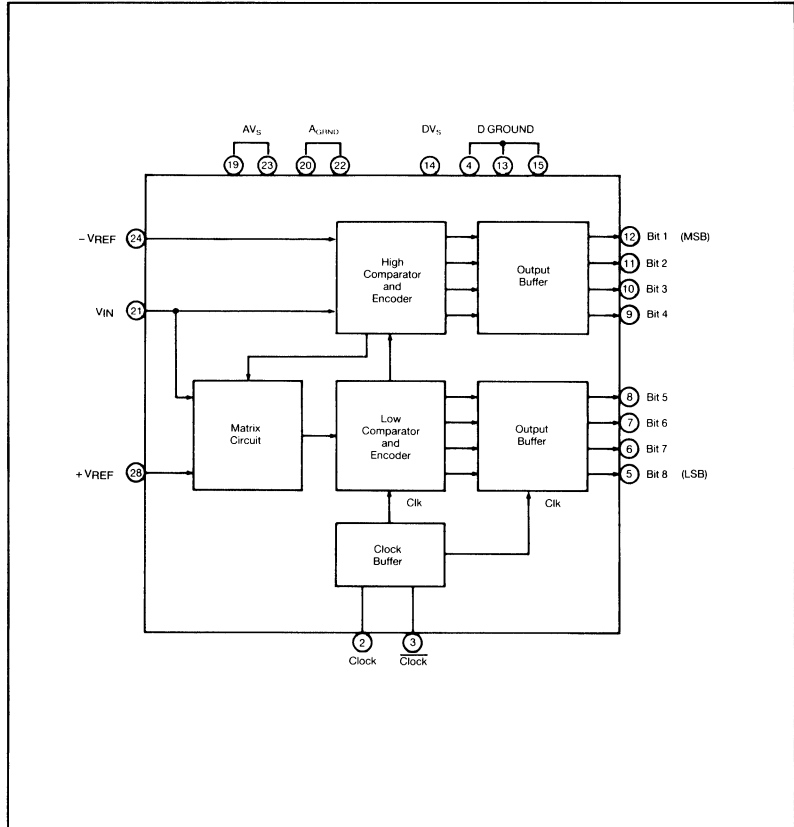 AVS AGRND DVS D GROUND
19 23 20 22 14 4 13 15
– VREF 24
VIN 21
+ VREF 28
High
Comparator
and
Encoder
Output
Buffer
12 Bit 1 (MSB)
11 Bit 2
10 Bit 3
9 Bit 4
Matrix
Circuit
Low
Comparator
and
Encoder
Output
Buffer
8 Bit 5
7 Bit 6
6 Bit 7
5 Bit 8 (LSB)
Clk
Clk
Clock
Buffer
2 3
Clock Clock